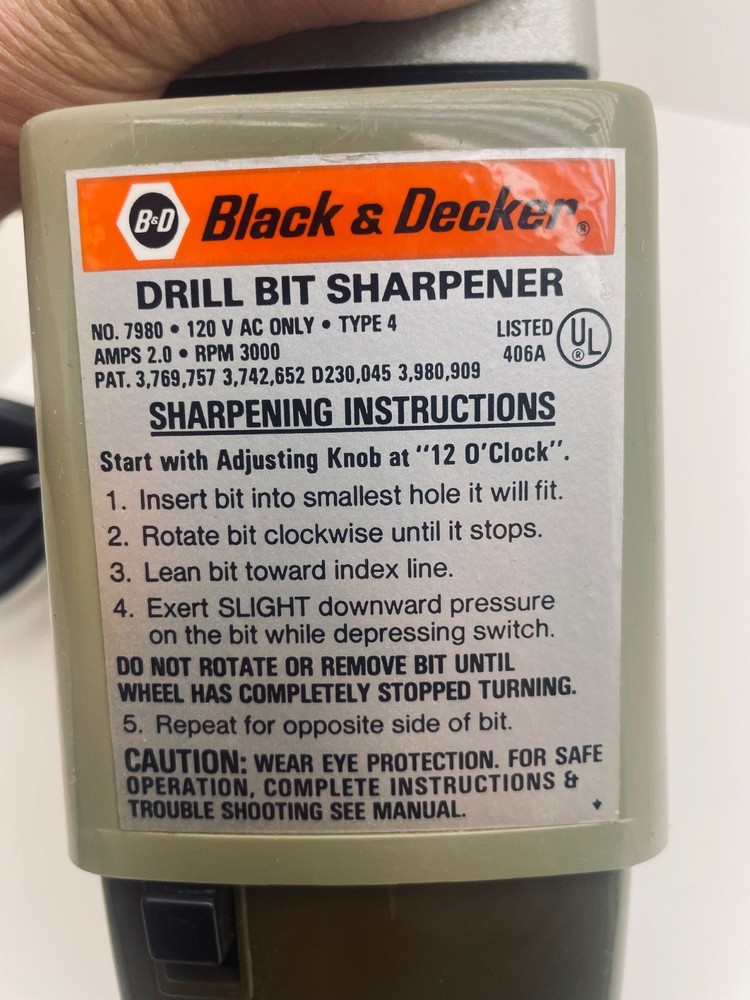 B&D Black & Decker®
DRILL BIT SHARPENER
NO. 7980 • 120 V AC ONLY • TYPE 4
AMPS 2.0 • RPM 3000
LISTED
406A
UL ®
PAT. 3,769,757 3,742,652 D230,045 3,980,909
SHARPENING INSTRUCTIONS
Start with Adjusting Knob at "12 O'Clock".
1. Insert bit into smallest hole it will fit.
2. Rotate bit clockwise until it stops.
3. Lean bit toward index line.
4. Exert SLIGHT downward pressure
on the bit while depressing switch.
DO NOT ROTATE OR REMOVE BIT UNTIL
WHEEL HAS COMPLETELY STOPPED TURNING.
5. Repeat for opposite side of bit.
CAUTION: WEAR EYE PROTECTION. FOR SAFE
OPERATION, COMPLETE INSTRUCTIONS &
TROUBLE SHOOTING SEE MANUAL.